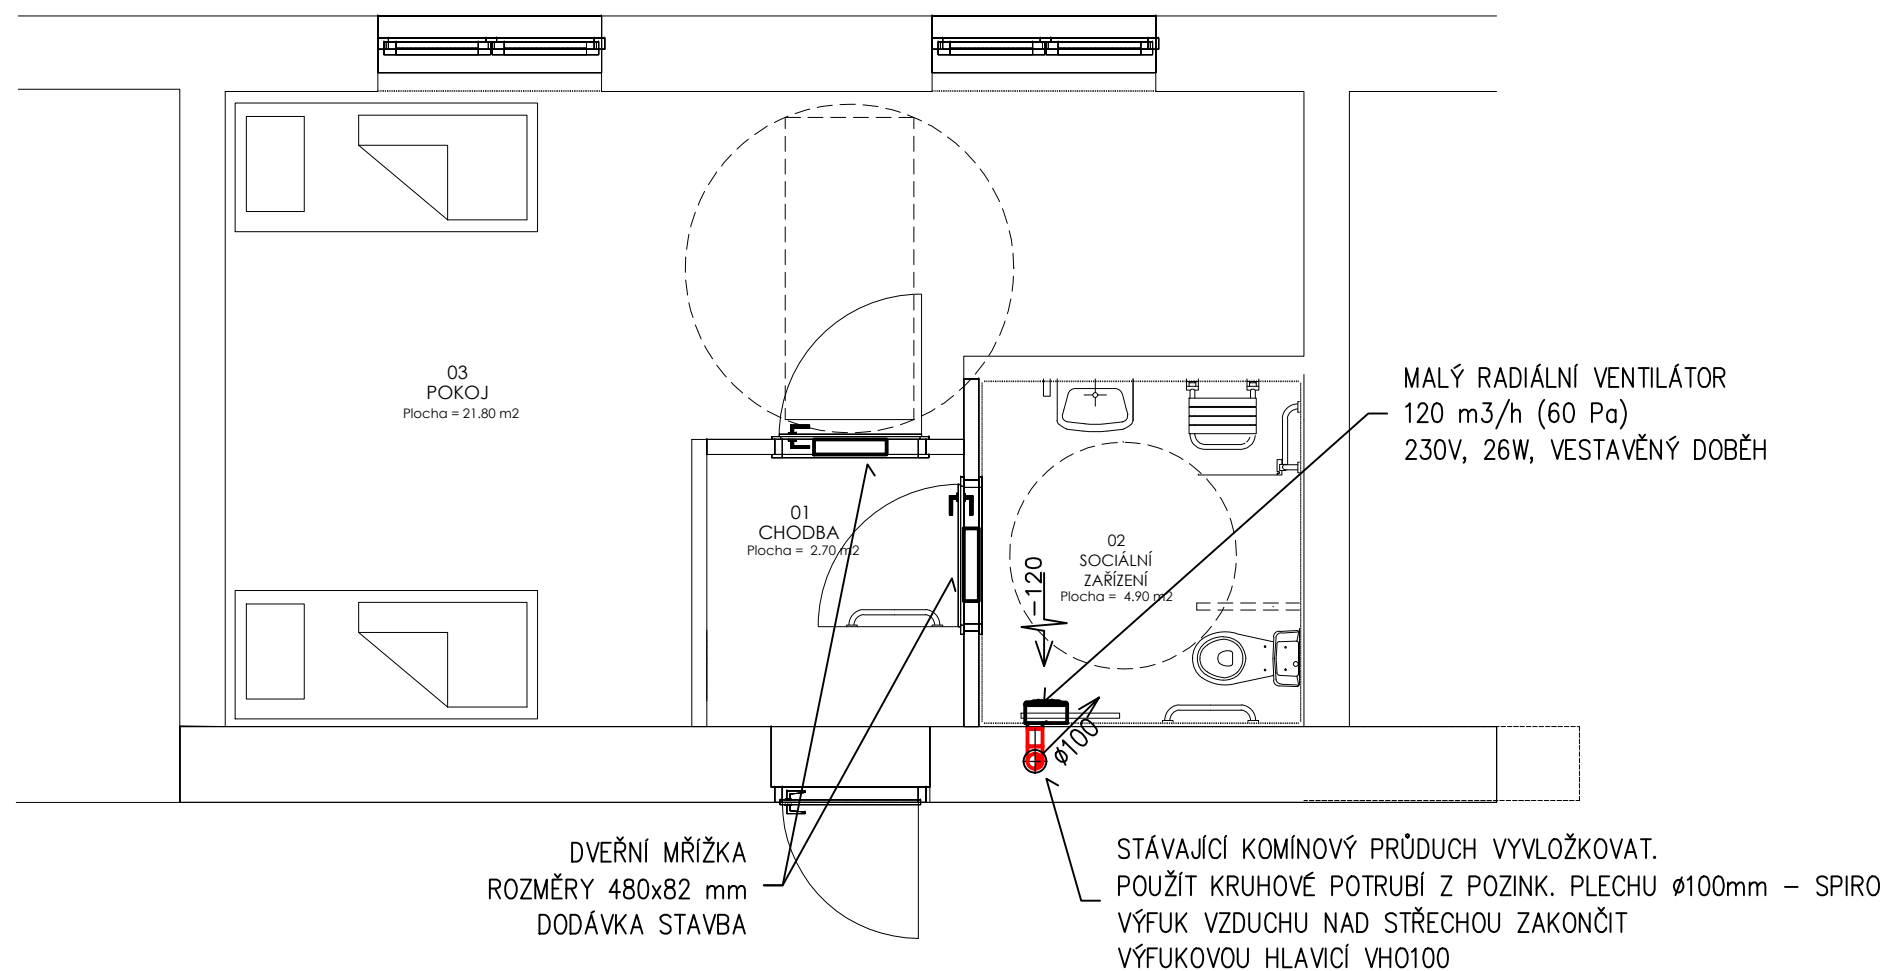 03
POKOJ
Plocha = 21.80 m2
MALÝ RADIÁLNÍ VENTILÁTOR
120 m3/h (60 Pa)
230V, 26W, VESTAVĚNÝ DOBĚH
01
CHODBA
Plocha = 2.70 m2
02
SOCIÁLNÍ
ZAŘÍZENÍ
Plocha = 4.90 m2
-120
ø100
DVEŘNÍ MŘÍŽKA
ROZMĚRY 480x82 mm
DODÁVKA STAVBA
STÁVAJÍCÍ KOMÍNOVÝ PRŮDUCH VYVLOŽKOVAT.
POUŽÍT KRUHOVÉ POTRUBÍ Z POZINK. PLECHU ø100mm – SPIRO
VÝFUK VZDUCHU NAD STŘECHOU ZAKONČIT
VÝFUKOVOU HLAVICÍ VHO100